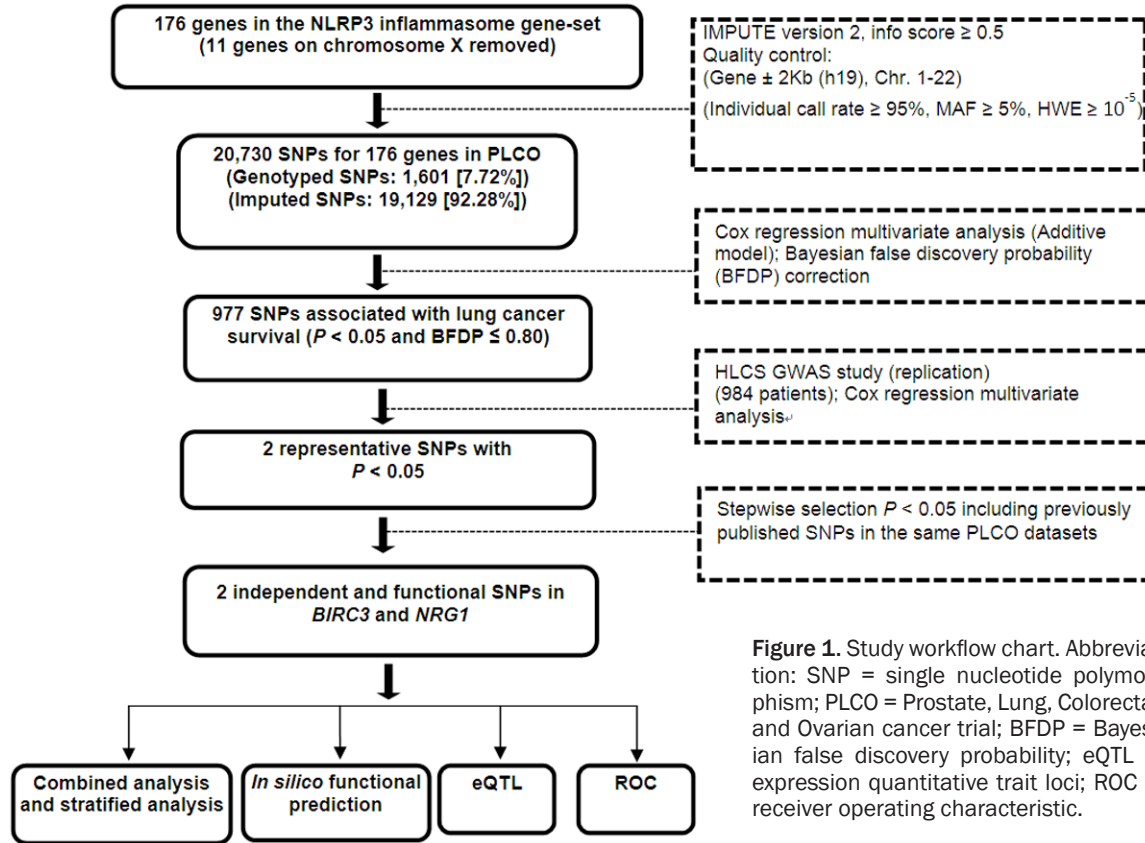 176 genes in the NLRP3 inflammasome gene-set
(11 genes on chromosome X removed)
IMPUTE version 2, info score ≥ 0.5
Quality control:
(Gene ± 2Kb (h19), Chr. 1-22)
(Individual call rate ≥ 95%, MAF ≥ 5%, HWE ≥ 10⁻⁵)
20,730 SNPs for 176 genes in PLCO
(Genotyped SNPs: 1,601 [7.72%])
(Imputed SNPs: 19,129 [92.28%])
Cox regression multivariate analysis (Additive
model); Bayesian false discovery probability
(BFDP) correction
977 SNPs associated with lung cancer
survival (P < 0.05 and BFDP ≤ 0.80)
HLCS GWAS study (replication)
(984 patients); Cox regression multivariate
analysis
2 representative SNPs with
P < 0.05
Stepwise selection P < 0.05 including previously
published SNPs in the same PLCO datasets
2 independent and functional SNPs in
BIRC3 and NRG1
Combined analysis
and stratified analysis
In silico functional
prediction
eQTL
ROC
Figure 1. Study workflow chart. Abbrevia
tion: SNP = single nucleotide polymo
phism; PLCO = Prostate, Lung, Colorecta
and Ovarian cancer trial; BFDP = Bayes
ian false discovery probability; eQTL
expression quantitative trait loci; ROC
receiver operating characteristic.